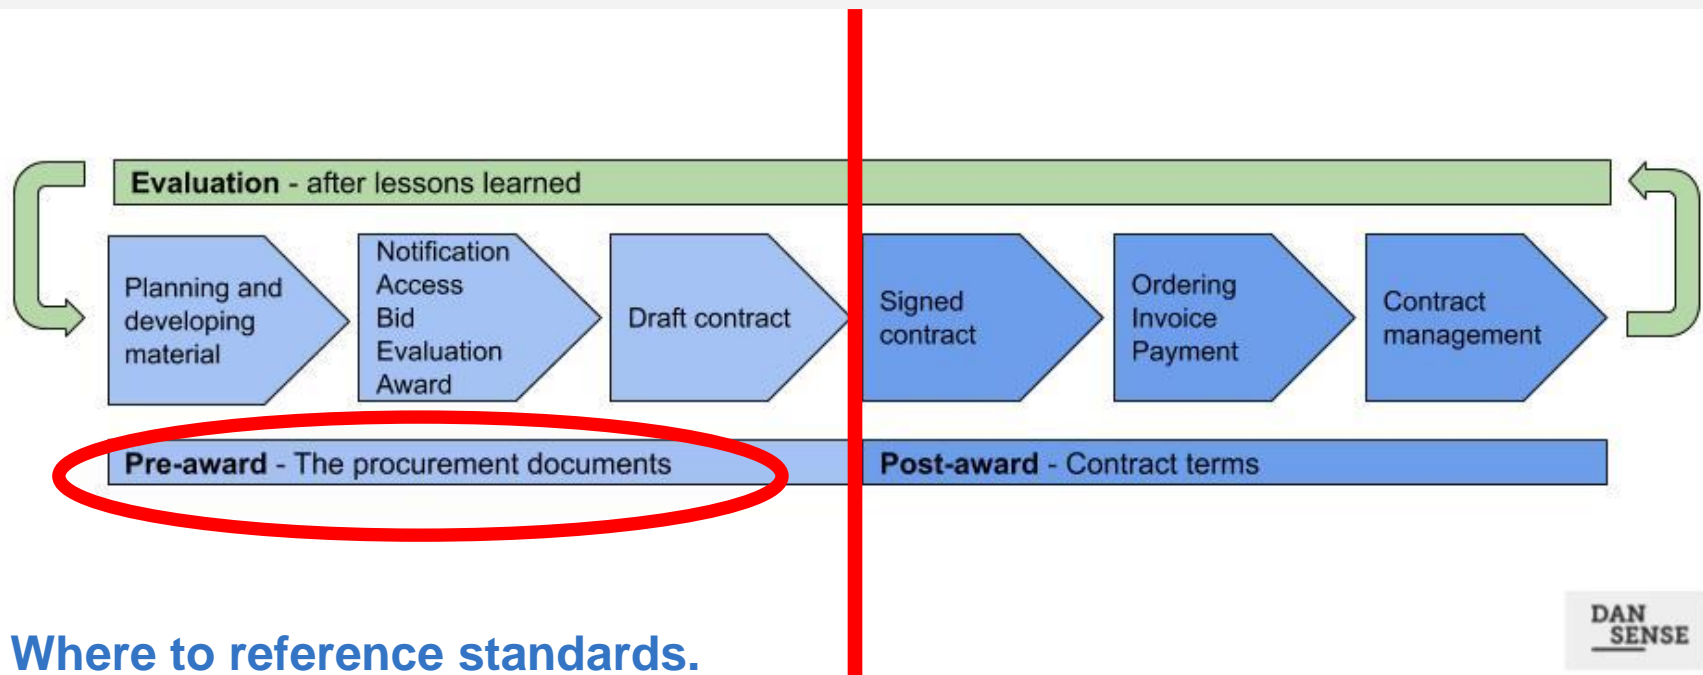 Evaluation - after lessons learned
Planning and
developing
material
Notification
Access
Bid
Evaluation
Award
Draft contract
Signed
contract
Ordering
Invoice
Payment
Contract
management
Pre-award - The procurement documents
Post-award - Contract terms
Where to reference standards.
DAN
SENSE